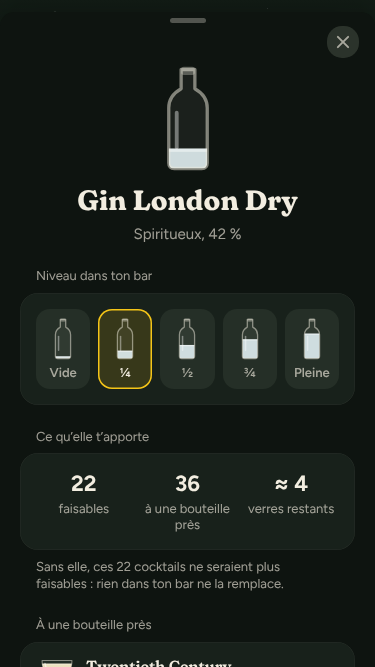 Gin London Dry
Spiritueux, 42 %
Niveau dans ton bar
Vide
¼
½
¾
Pleine
Ce qu’elle t’apporte
22
faisables
36
à une bouteille
près
≈ 4
verres restants
Sans elle, ces 22 cocktails ne seraient plus
faisables : rien dans ton bar ne la remplace.
À une bouteille près
Twentieth Century